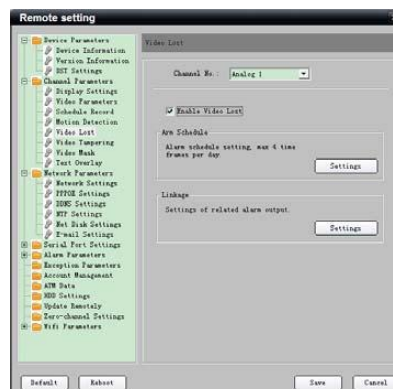 Remote setting
Device Parameters
Device Information
Version Information
DST Settings
Channel Parameters
Display Settings
Video Parameters
Schedule Record
Motion Detection
Video Lost
Video Tampering
Video Mask
Text Overlay
Network Parameters
Network Settings
PPPOE Settings
DDNS Settings
NTP Settings
Net Disk Settings
E-mail Settings
Serial Port Settings
Alarm Parameters
Exception Parameters
Account Management
ATM Data
HDD Settings
Update Remotely
Zero-channel Settings
Wifi Parameters
Video Lost
Channel No.: Analog 1
Enable Video Lost
Arm Schedule
Alarm schedule setting, max 4 time
frames per day.
Settings
Linkage
Settings of related alarm output.
Settings
Default Reboot Save Cancel